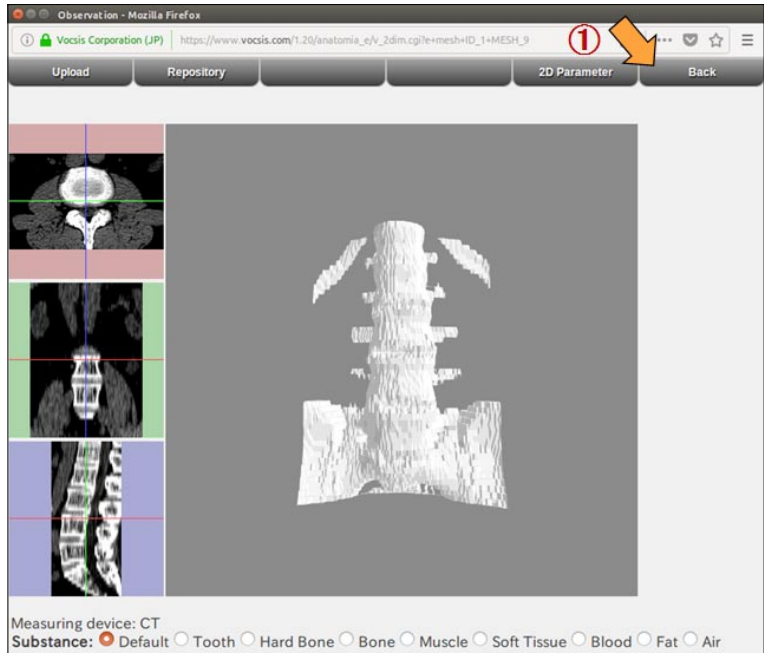 Observation - Mozilla Firefox
Vocsis Corporation (JP) https://www.vocsis.com/1.20/anatomia_e/v_2dim.cgi?e+mesh+ID_1+MESH_9
①
Upload Repository 2D Parameter Back
Measuring device: CT
Substance: Default Tooth Hard Bone Bone Muscle Soft Tissue Blood Fat Air